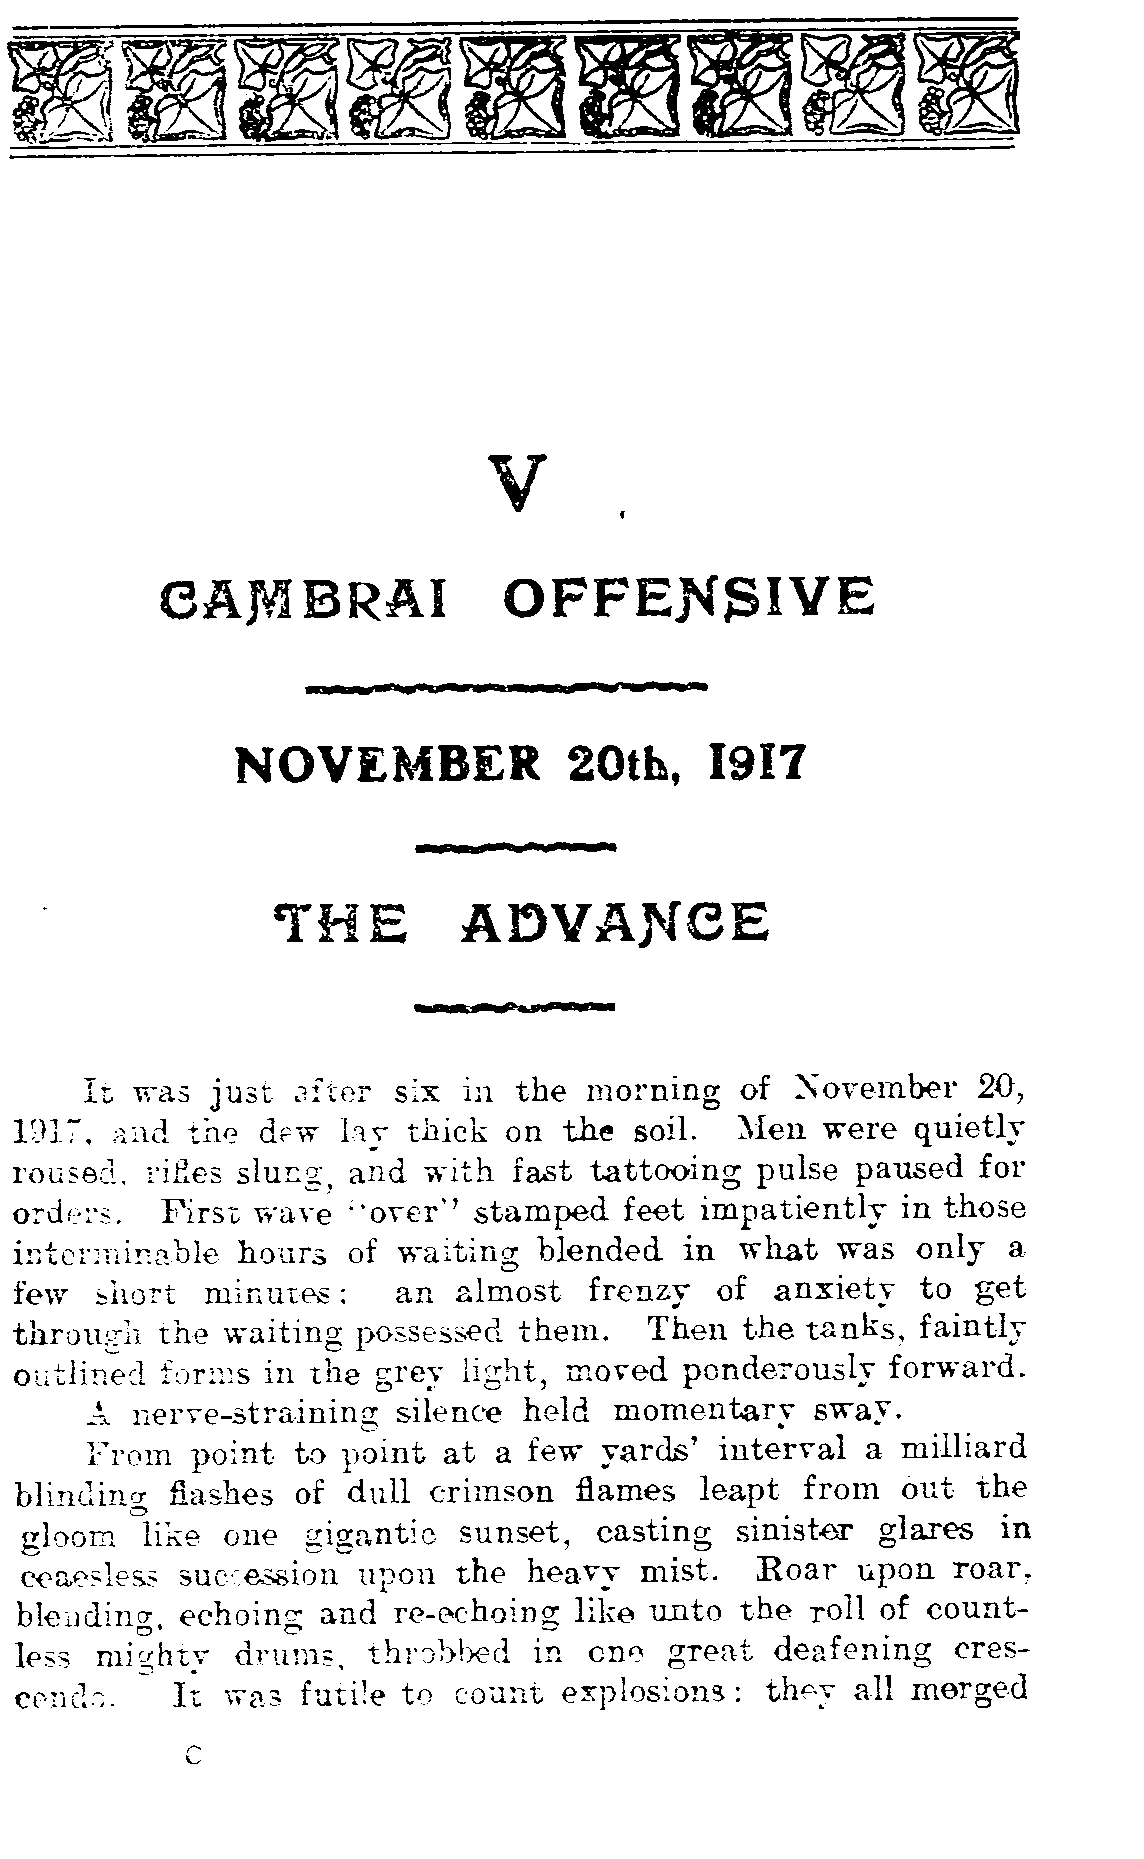 V
CAMBRAI OFFENSIVE
NOVEMBER 20th, 1917
THE ADVANCE
It was just after six in the morning of November 20,
1917, and the dew lay thick on the soil. Men were quietly
roused, rifles slung, and with fast tattooing pulse paused for
orders. First wave "over" stamped feet impatiently in those
interminable hours of waiting blended in what was only a
few short minutes: an almost frenzy of anxiety to get
through the waiting possessed them. Then the tanks, faintly
outlined forms in the grey light, moved ponderously forward.
A nerve-straining silence held momentary sway.
From point to point at a few yards' interval a milliard
blinding flashes of dull crimson flames leapt from out the
gloom like one gigantic sunset, casting sinister glares in
ceaesless succession upon the heavy mist. Roar upon roar,
blending, echoing and re-echoing like unto the roll of count-
less mighty drums, throbbed in one great deafening cres-
cendo. It was futile to count explosions: they all merged
C